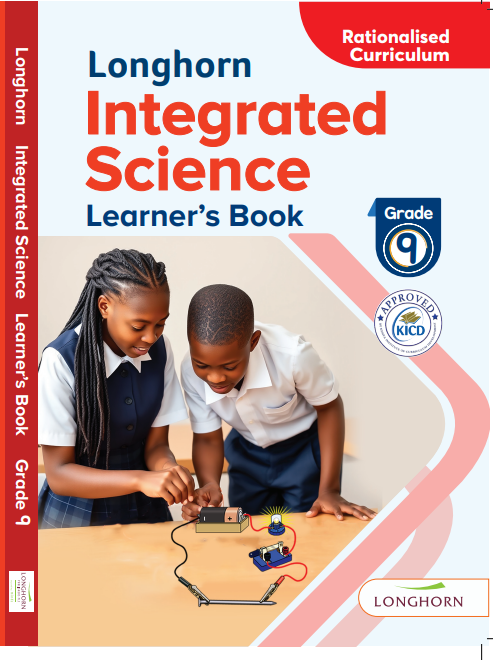 Rationalised
Curriculum
Longhorn
Integrated
Science
Learner's Book
Grade
9
APPROVED
KICD
LONGHORN
Longhorn Integrated Science Learner's Book Grade 9
LONGHORN